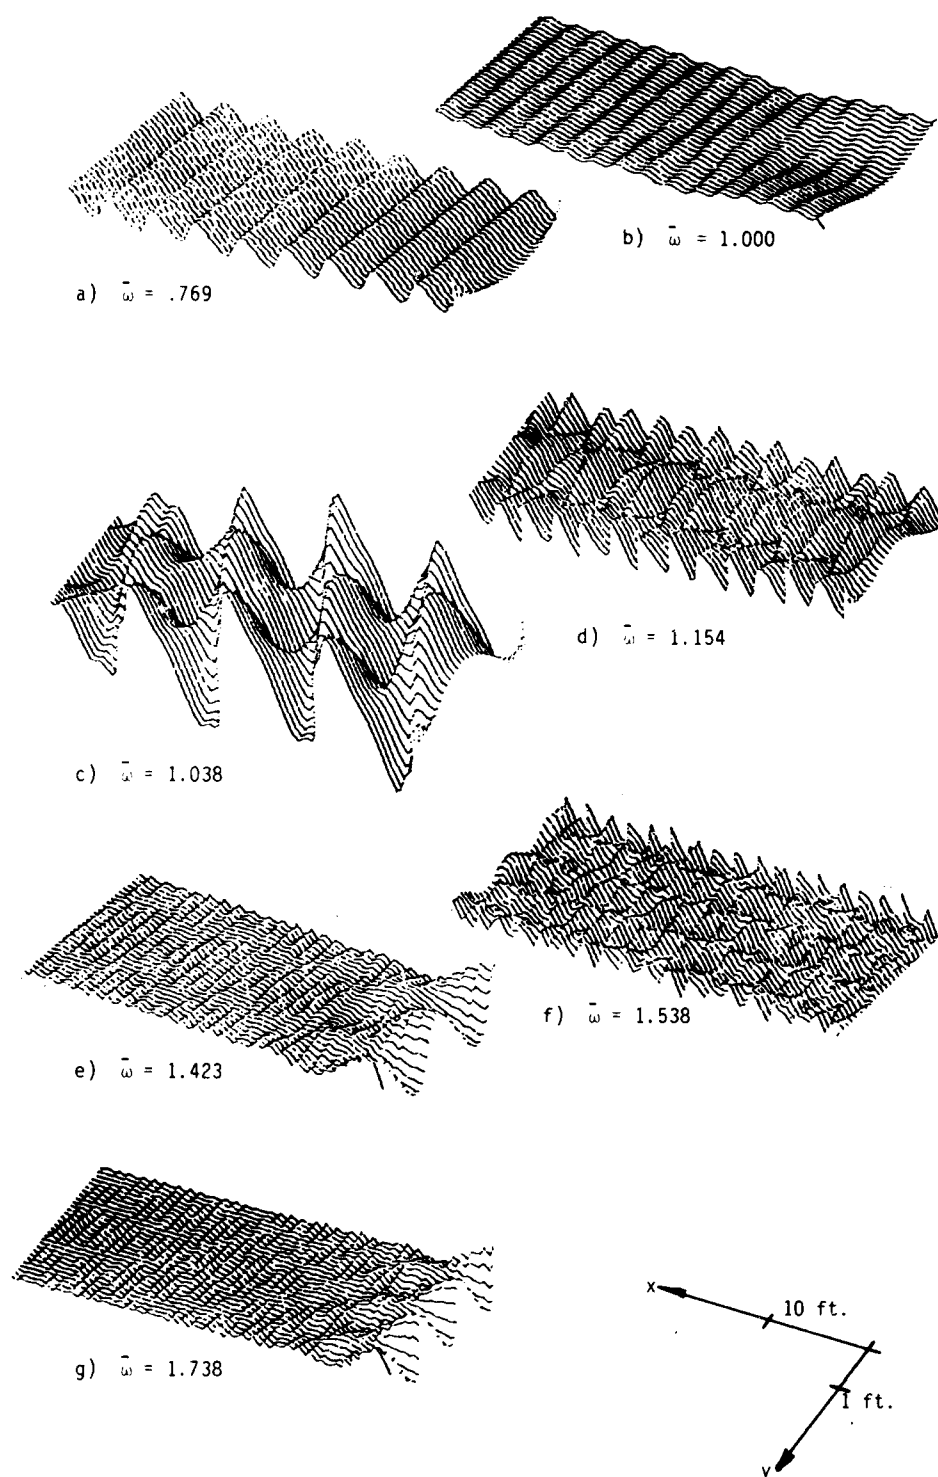 b) ω̄ = 1.000
a) ω̄ = .769
d) ω̄ = 1.154
c) ω̄ = 1.038
f) ω̄ = 1.538
e) ω̄ = 1.423
g) ω̄ = 1.738
x
10 ft.
1 ft.
y